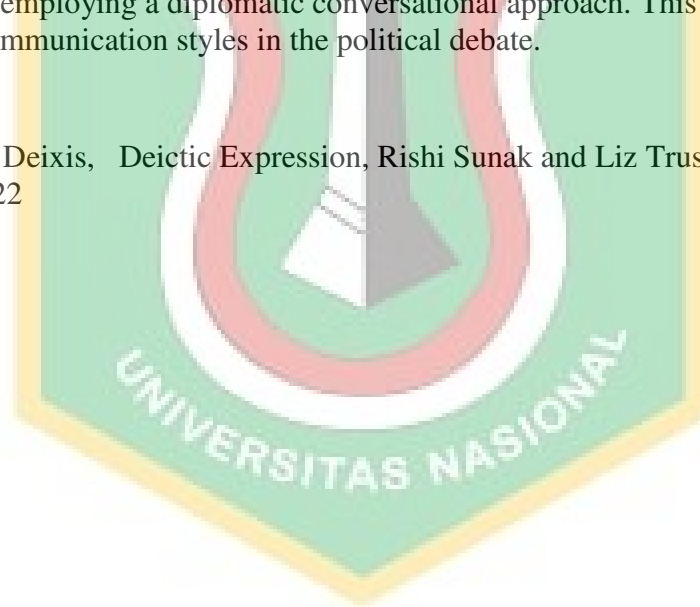 employing a diplomatic conversational approach. This
mmunication styles in the political debate.
Deixis, Deictic Expression, Rishi Sunak and Liz Trus
22
UNIVERSITAS NASIONAL